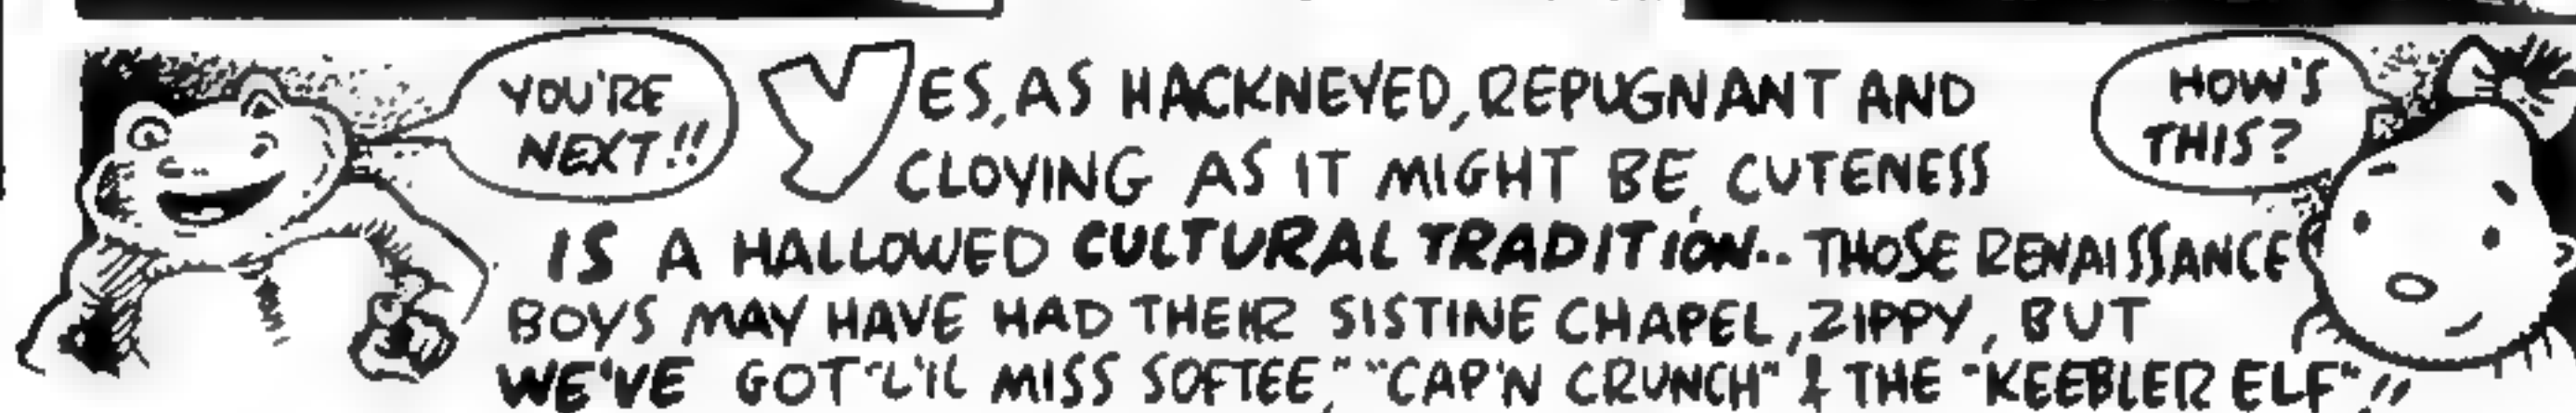 YOU'RE
NEXT!!
YES, AS HACKNEYED, REPUGNANT AND
CLOYING AS IT MIGHT BE, CUTENESS
IS A HALLOWED CULTURAL TRADITION.. THOSE RENAISSANCE
BOYS MAY HAVE HAD THEIR SISTINE CHAPEL, ZIPPY, BUT
WE'VE GOT "L'IL MISS SOFTEE," "CAP'N CRUNCH" & THE "KEEBLER ELF"!!
HOW'S
THIS?